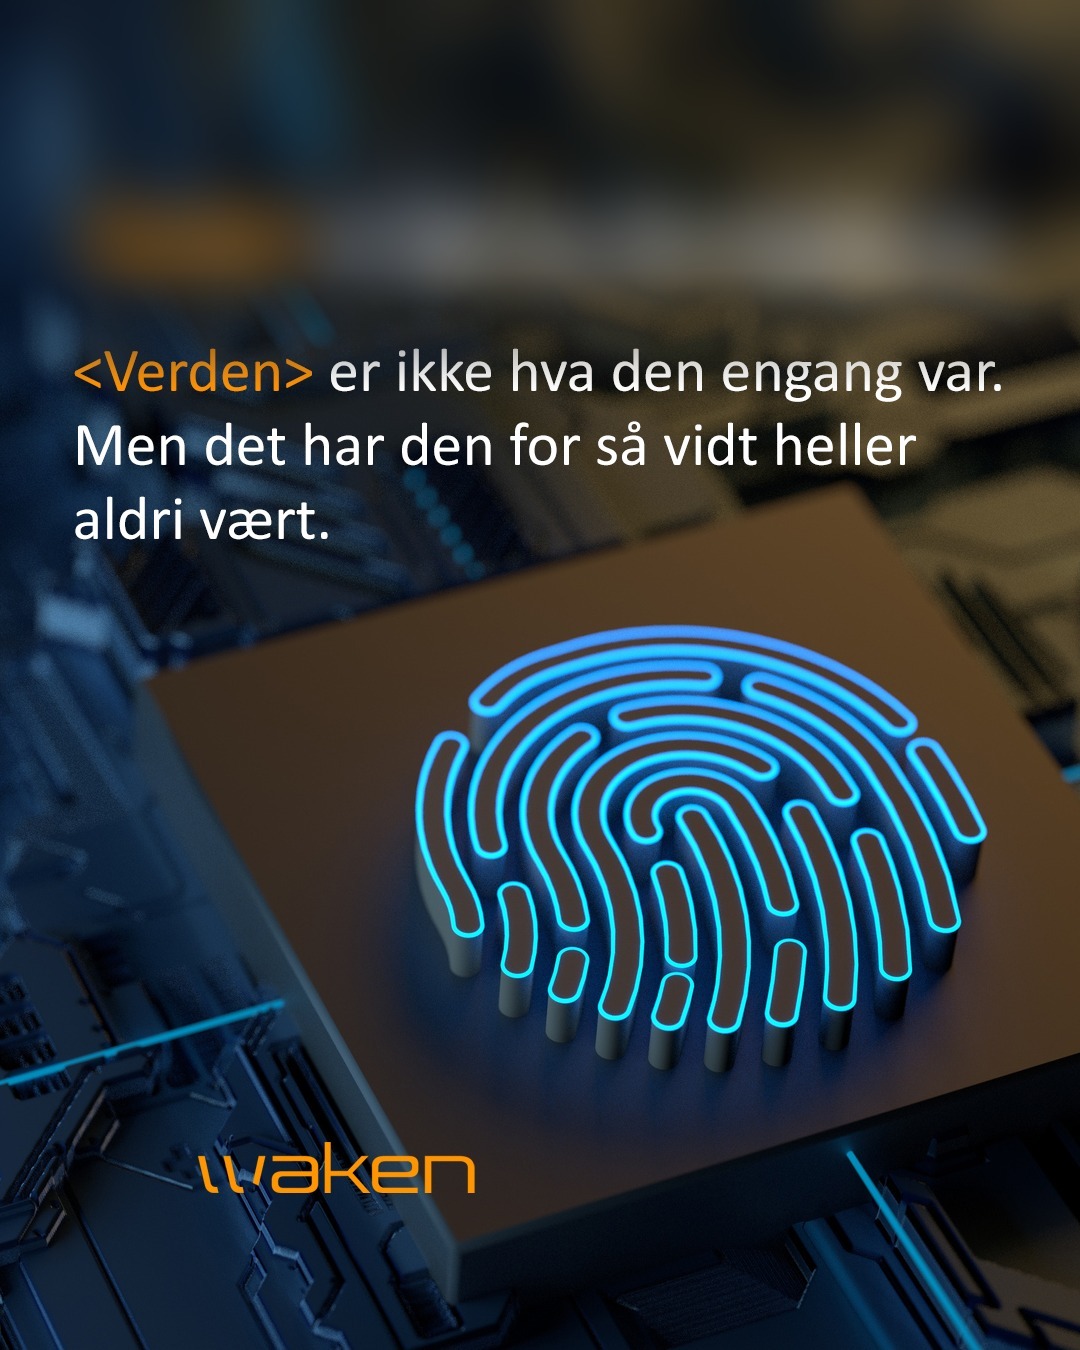 <Verden> er ikke hva den engang var.
Men det har den for så vidt heller
aldri vært.
waken